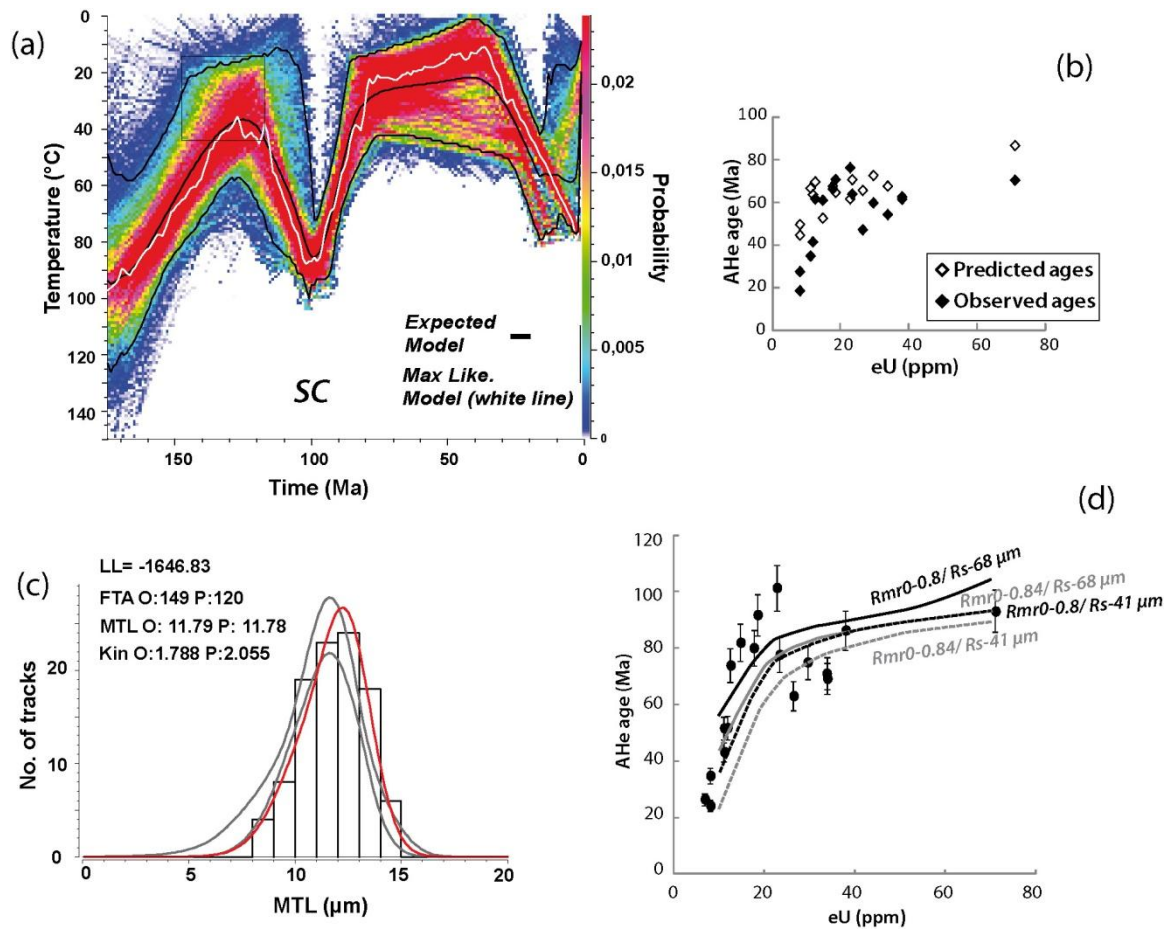 (a)
0
20
40
60
80
100
120
140
Temperature (°C)
150
100
50
0
Time (Ma)
0,02
0,015
0,01
0,005
0
Probability
Expected
Model
Max Like.
Model (white line)
SC
(b)
100
80
60
40
20
0
AHe age (Ma)
0
20
40
60
80
eU (ppm)
Predicted ages
Observed ages
(c)
LL= -1646.83
FTA O:149 P:120
MTL O: 11.79 P: 11.78
Kin O:1.788 P:2.055
20
10
0
No. of tracks
0
5
10
15
20
MTL (µm)
(d)
120
100
80
60
40
20
0
AHe age (Ma)
0
20
40
60
80
eU (ppm)
Rmr0-0.8/ Rs-68 µm
Rmr0-0.84/ Rs-68 µm
Rmr0-0.8/ Rs-41 µm
Rmr0-0.84/ Rs-41 µm